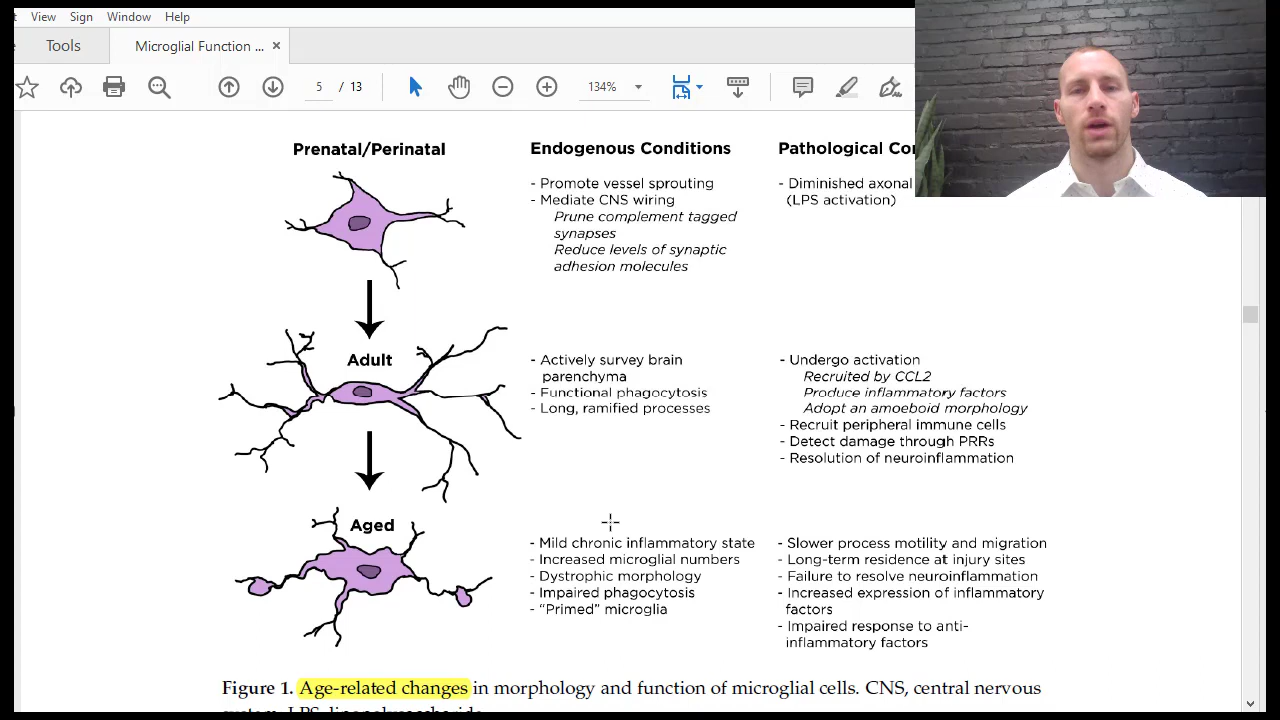 View Sign Window Help
Tools Microglial Function ... ×
5 / 13 134%
Prenatal/Perinatal
Endogenous Conditions
- Promote vessel sprouting
- Mediate CNS wiring
Prune complement tagged
synapses
Reduce levels of synaptic
adhesion molecules
Pathological
- Diminished axonal
(LPS activation)
Adult
- Actively survey brain
parenchyma
- Functional phagocytosis
- Long, ramified processes
- Undergo activation
Recruited by CCL2
Produce inflammatory factors
Adopt an amoeboid morphology
- Recruit peripheral immune cells
- Detect damage through PRRs
- Resolution of neuroinflammation
Aged
- Mild chronic inflammatory state
- Increased microglial numbers
- Dystrophic morphology
- Impaired phagocytosis
- “Primed” microglia
- Slower process motility and migration
- Long-term residence at injury sites
- Failure to resolve neuroinflammation
- Increased expression of inflammatory
factors
- Impaired response to anti-
inflammatory factors
Figure 1. Age-related changes in morphology and function of microglial cells. CNS, central nervous
system; LPS, lipopolysaccharide.